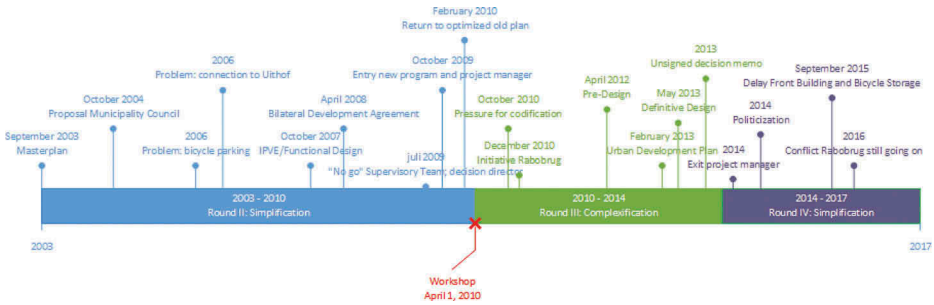 February 2010
Return to optimized old plan
2006
Problem: connection to Uithof
October 2009
Entry new program and project manager
2013
Unsigned decision memo
September 2015
Delay Front Building and Bicycle Storage
October 2004
Proposal Municipality Council
April 2008
Bilateral Development Agreement
October 2010
Pressure for codification
April 2012
Pre-Design
May 2013
Definitive Design
2014
Politicization
September 2003
Masterplan
2006
Problem: bicycle parking
October 2007
IPVE/Functional Design
juli 2009
"No go" Supervisory Team; decision director
December 2010
Initiative Rabobrug
February 2013
Urban Development Plan
2014
Exit project manager
2016
Conflict Rabobrug still going on
2003 - 2010
Round II: Simplification
2010 - 2014
Round III: Complexification
2014 - 2017
Round IV: Simplification
2003
2017
Workshop
April 1, 2010